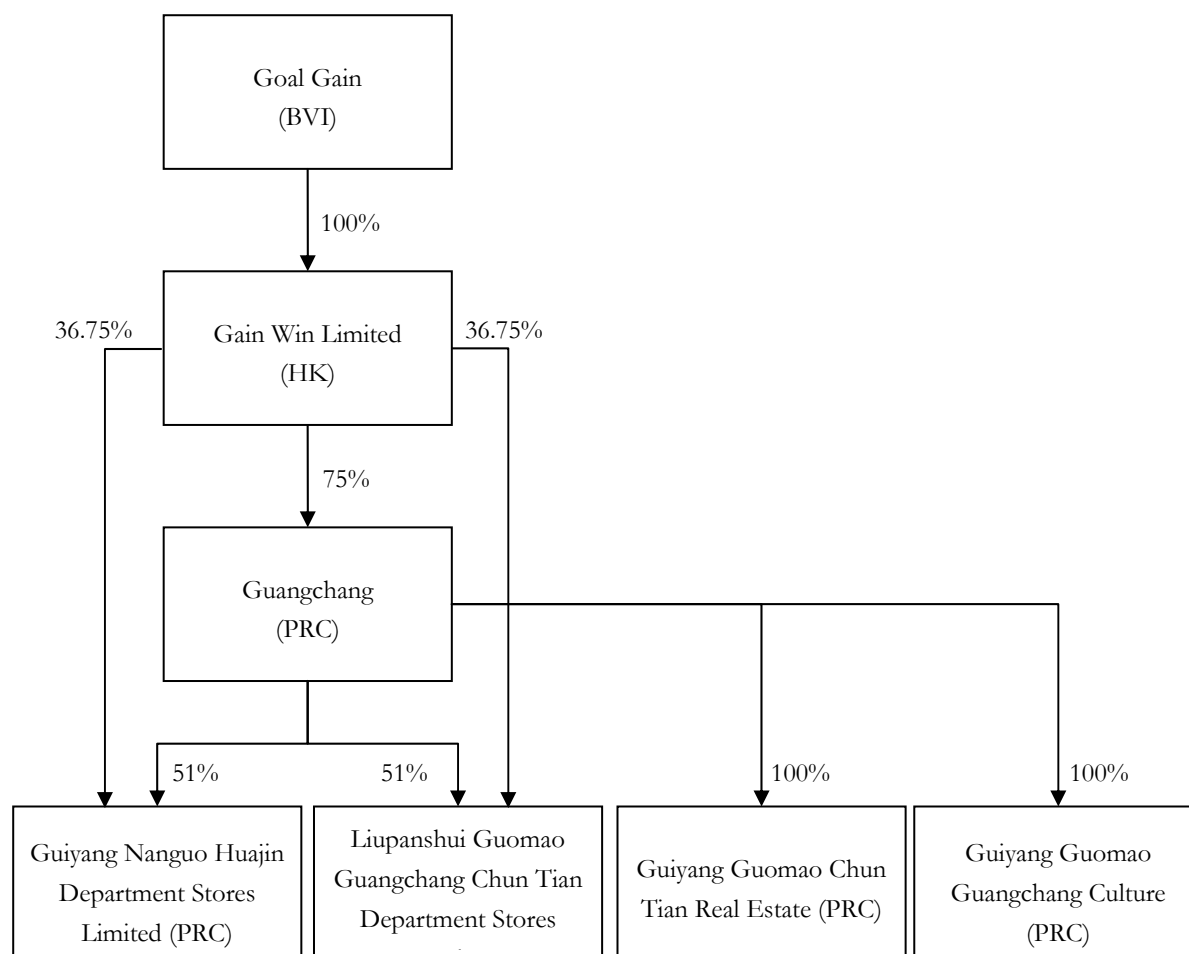 Goal Gain
(BVI)
100%
36.75%
Gain Win Limited
(HK)
36.75%
75%
Guangchang
(PRC)
51%
51%
100%
100%
Guiyang Nanguo Huajin
Department Stores
Limited (PRC)
Liupanshui Guomao
Guangchang Chun Tian
Department Stores
Guiyang Guomao Chun
Tian Real Estate (PRC)
Guiyang Guomao
Guangchang Culture
(PRC)